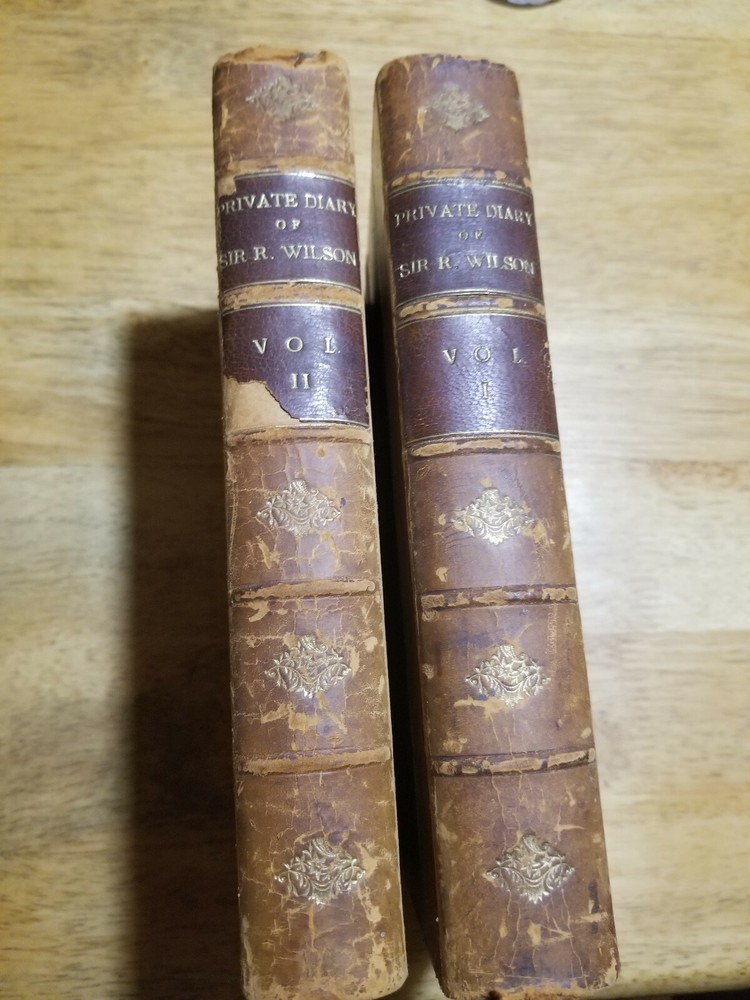 PRIVATE DIARY
OF
SIR R. WILSON
VOL.
II
PRIVATE DIARY
OF
SIR R. WILSON
VOL
I